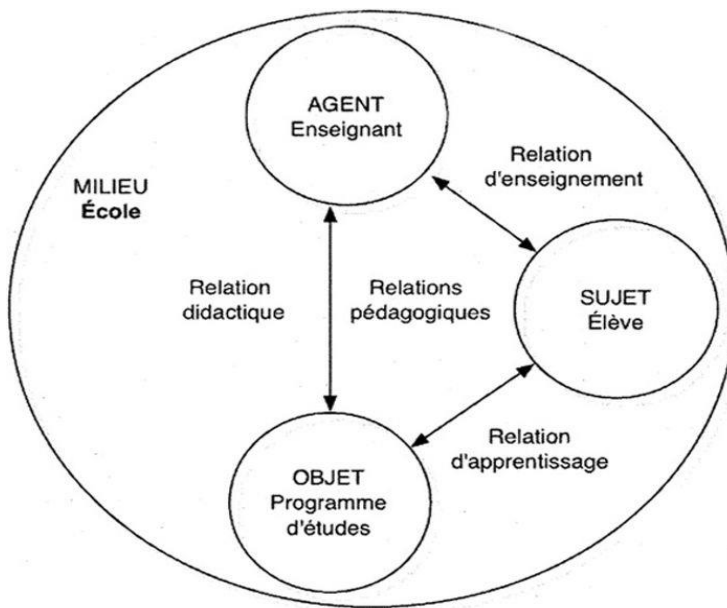 AGENT
Enseignant
Relation
d'enseignement
MILIEU
École
Relation
didactique
Relations
pédagogiques
SUJET
Élève
Relation
d'apprentissage
OBJET
Programme
d'études